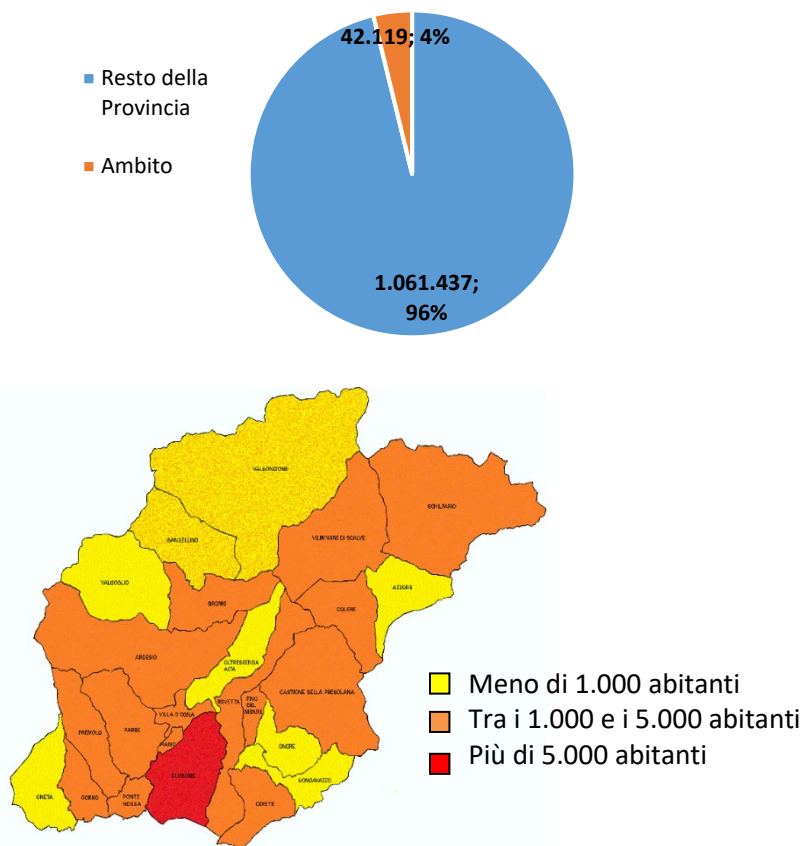 42.119; 4%
Resto della
Provincia
Ambito
1.061.437;
96%
VALBONDIONE
SCHILPARIO
VILMINORE DI SCALVE
GANDELLINO
VALGOGLIO
AZZONE
GROMO
COLERE
ARDESIO
OLTRESSENDA
ALTA
CASTIONE DELLA PRESOLANA
ROVETTA
FINO
DEL
MONTE
VILLA D'OGNA
PREMOLO
PARRE
PIARIO
ONORE
CLUSONE
SONGAVAZZO
ONETA
GORNO
PONTE
NOSSA
CERETE
Meno di 1.000 abitanti
Tra i 1.000 e i 5.000 abitanti
Più di 5.000 abitanti